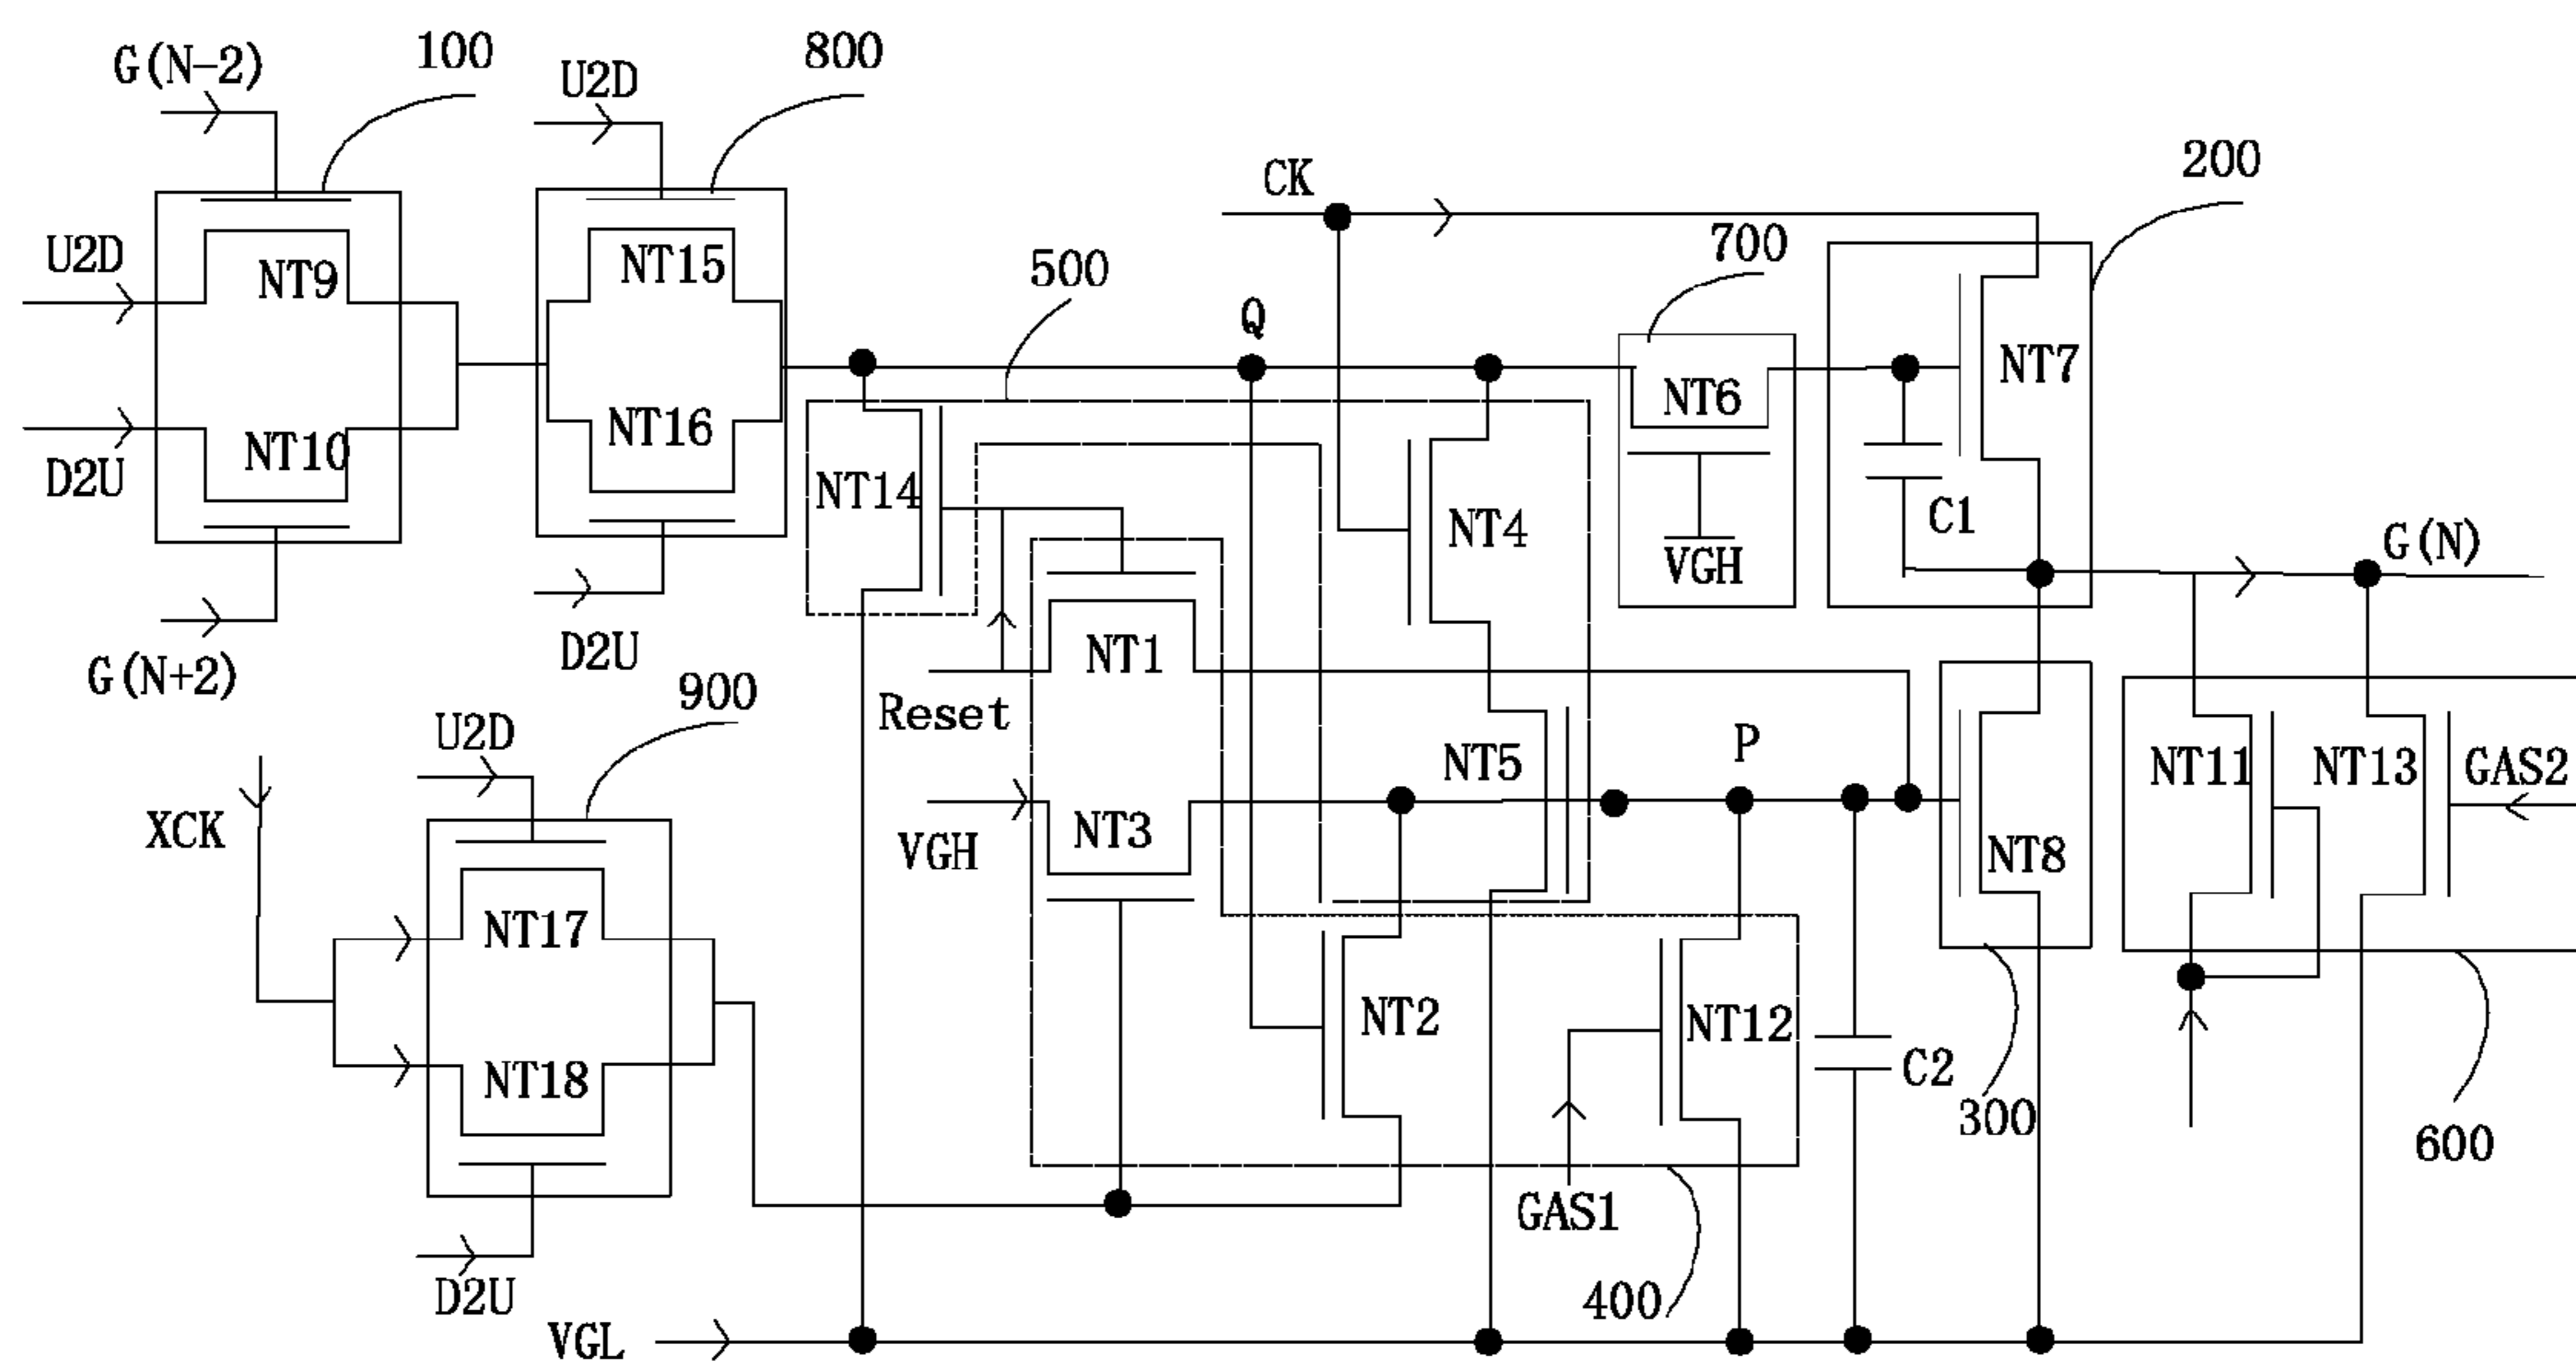 G(N-2)
100
U2D
800
U2D
NT9
NT10
D2U
G(N+2)
NT15
NT16
D2U
500
Q
CK
700
200
NT6
VGH
NT7
C1
G(N)
NT14
NT4
NT1
Reset
VGH
NT3
NT5
P
NT8
NT11
NT13
GAS2
900
U2D
XCK
NT17
NT18
D2U
NT2
NT12
C2
GAS1
300
600
400
VGL